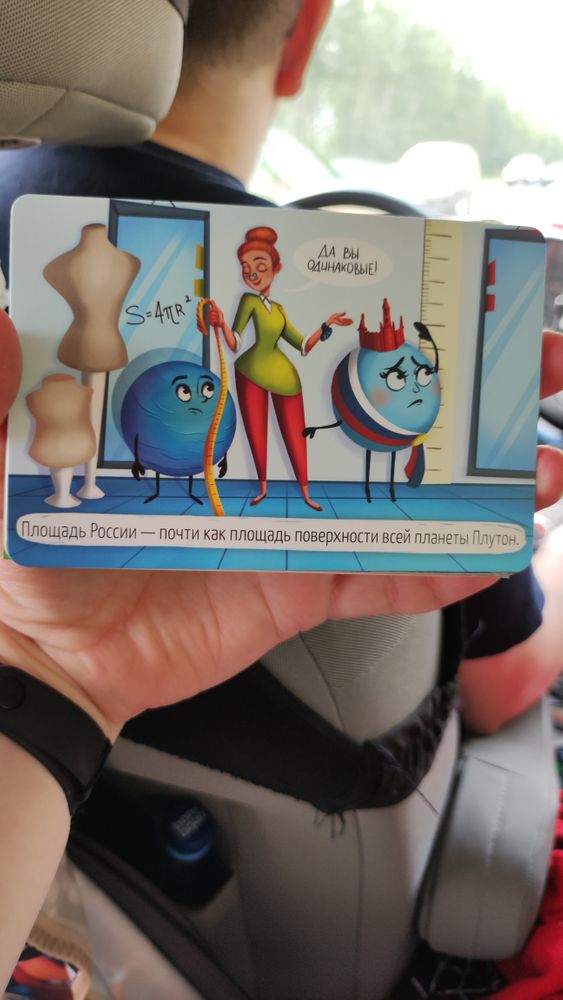 ДА ВЫ
ОДИНАКОВЫЕ!
S=4πR²
Площадь России — почти как площадь поверхности всей планеты Плутон.